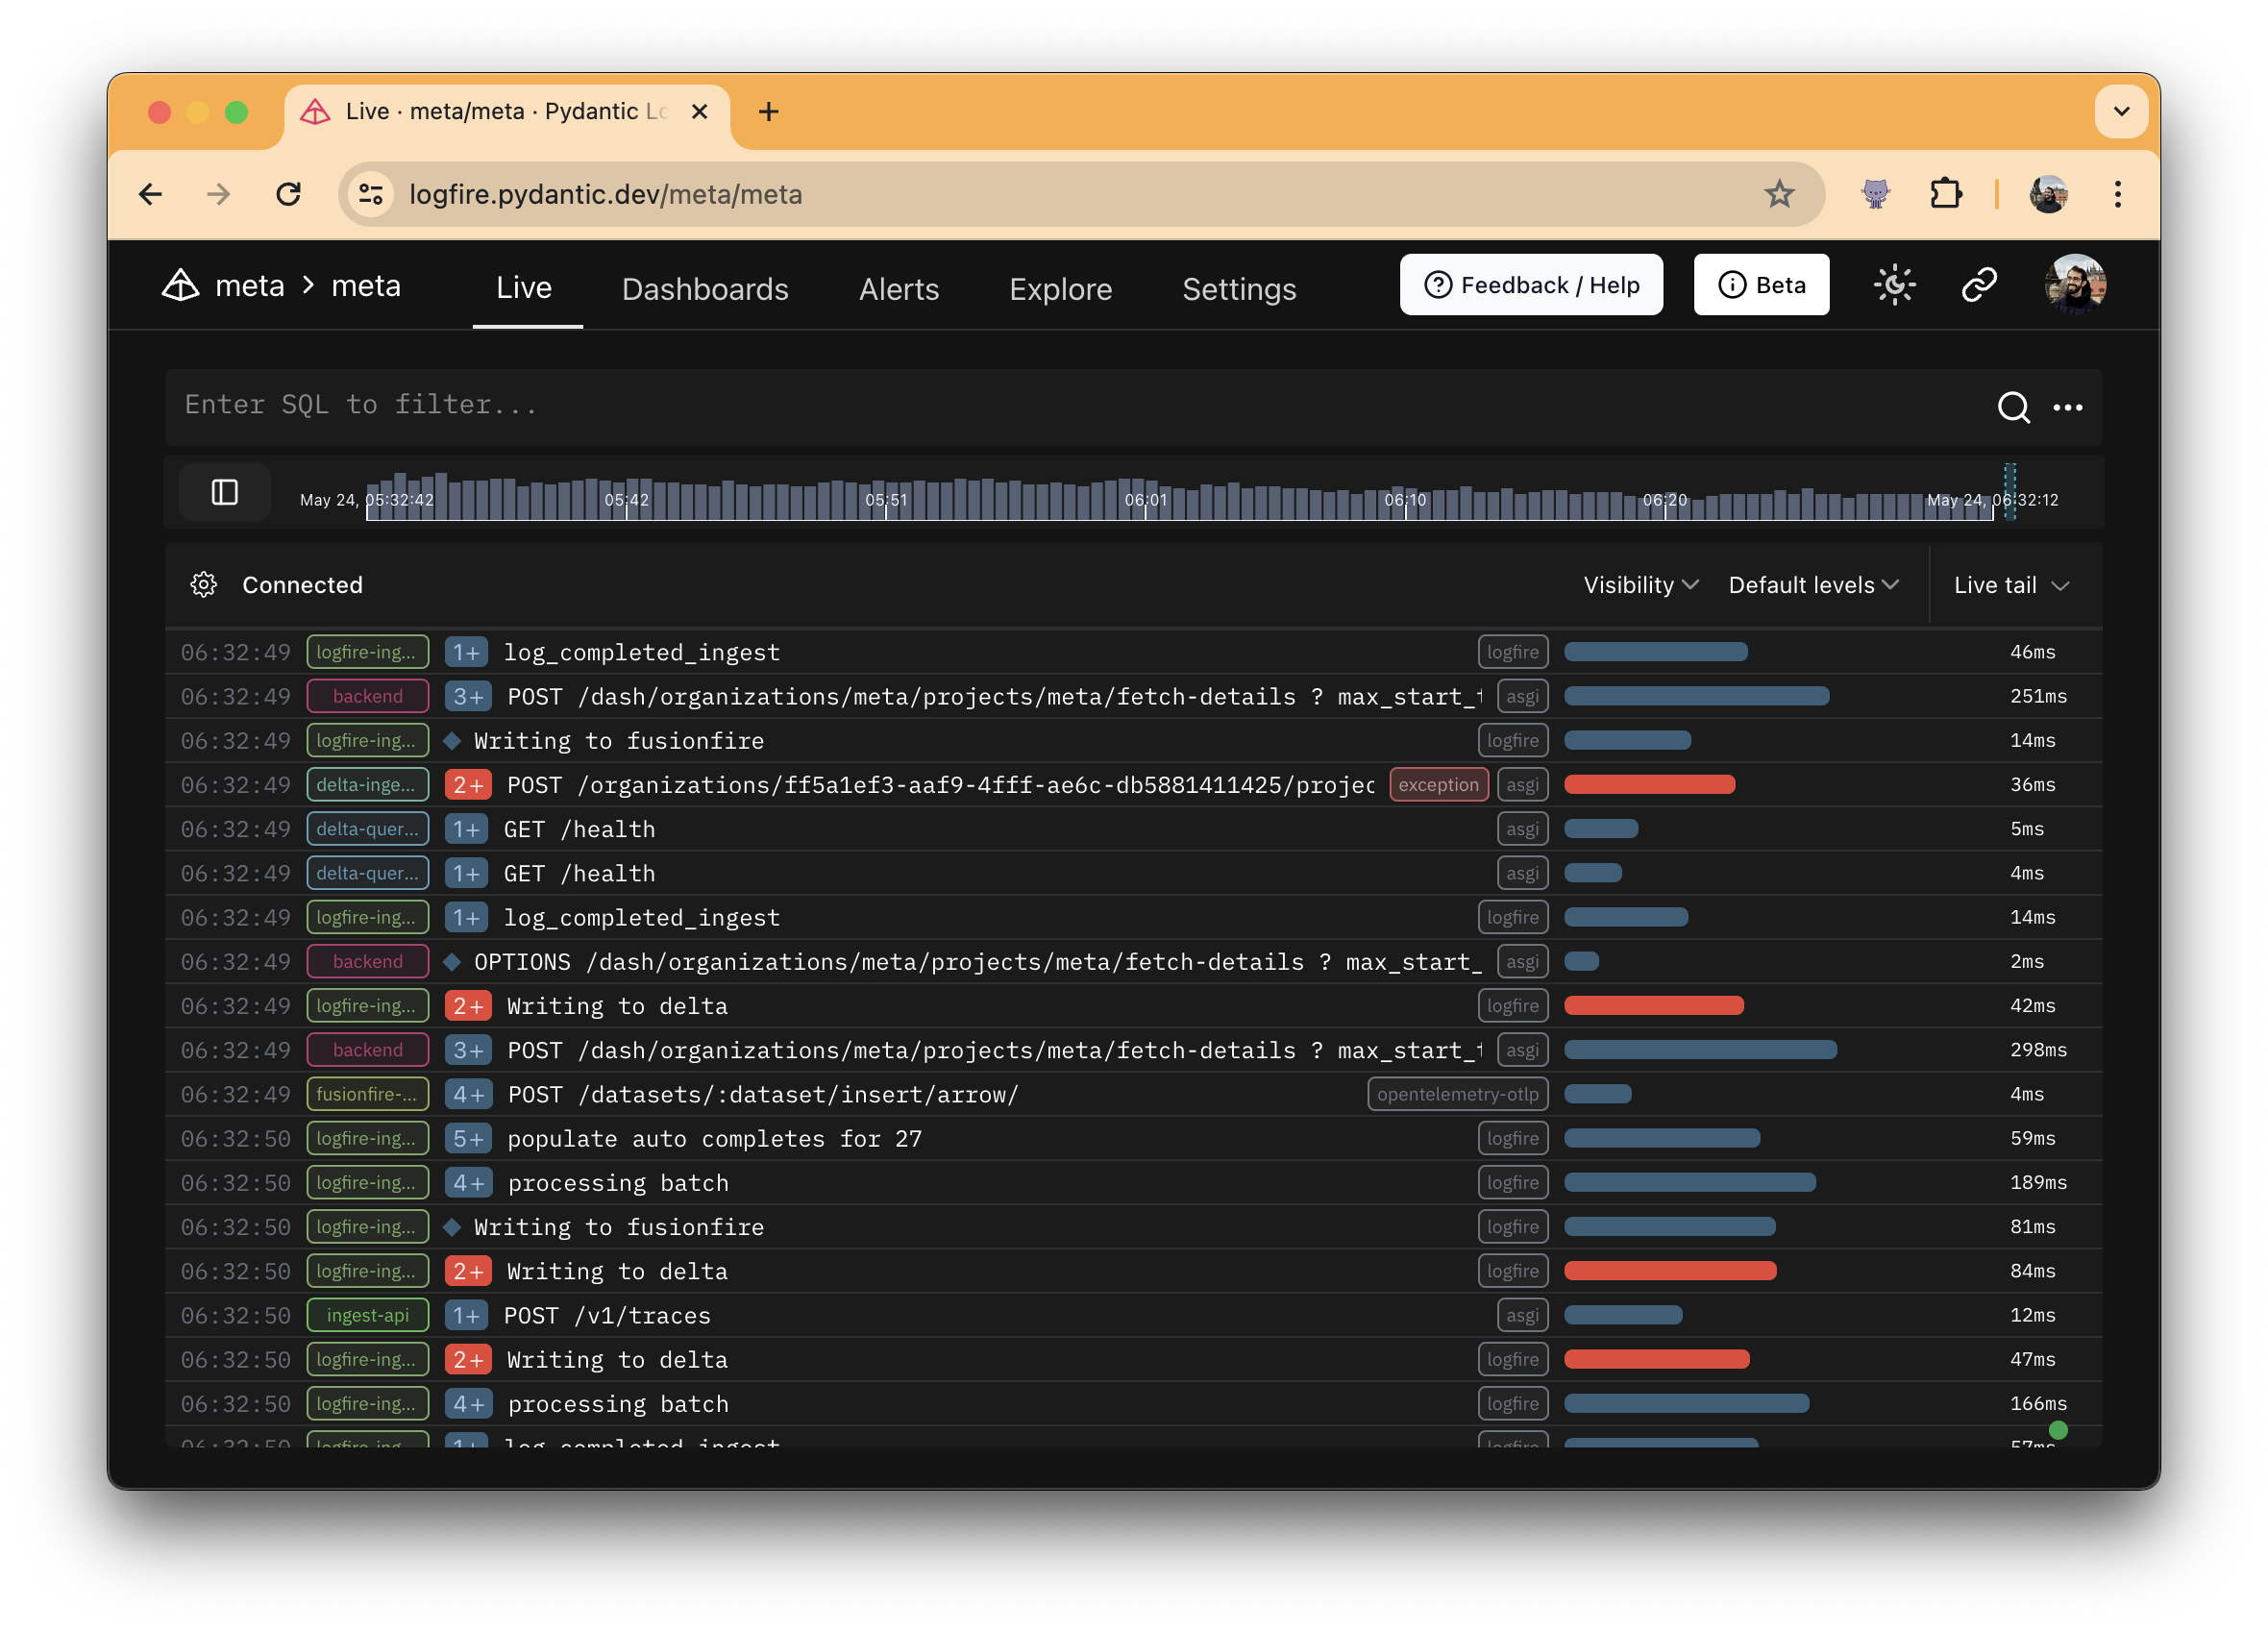 Live · meta/meta · Pydantic Lo
logfire.pydantic.dev/meta/meta
meta > meta Live Dashboards Alerts Explore Settings Feedback / Help Beta
Enter SQL to filter...
May 24, 05:32:42 05:42 05:51 06:01 06:10 06:20 May 24, 06:32:12
Connected Visibility Default levels Live tail
06:32:49 logfire-ing... 1+ log_completed_ingest logfire 46ms
06:32:49 backend 3+ POST /dash/organizations/meta/projects/meta/fetch-details ? max_start_t asgi 251ms
06:32:49 logfire-ing... Writing to fusionfire logfire 14ms
06:32:49 delta-inge... 2+ POST /organizations/ff5a1ef3-aaf9-4fff-ae6c-db5881411425/projec exception asgi 36ms
06:32:49 delta-quer... 1+ GET /health asgi 5ms
06:32:49 delta-quer... 1+ GET /health asgi 4ms
06:32:49 logfire-ing... 1+ log_completed_ingest logfire 14ms
06:32:49 backend OPTIONS /dash/organizations/meta/projects/meta/fetch-details ? max_start_ asgi 2ms
06:32:49 logfire-ing... 2+ Writing to delta logfire 42ms
06:32:49 backend 3+ POST /dash/organizations/meta/projects/meta/fetch-details ? max_start_t asgi 298ms
06:32:49 fusionfire-... 4+ POST /datasets/:dataset/insert/arrow/ opentelemetry-otlp 4ms
06:32:50 logfire-ing... 5+ populate auto completes for 27 logfire 59ms
06:32:50 logfire-ing... 4+ processing batch logfire 189ms
06:32:50 logfire-ing... Writing to fusionfire logfire 81ms
06:32:50 logfire-ing... 2+ Writing to delta logfire 84ms
06:32:50 ingest-api 1+ POST /v1/traces asgi 12ms
06:32:50 logfire-ing... 2+ Writing to delta logfire 47ms
06:32:50 logfire-ing... 4+ processing batch logfire 166ms
06:32:50 logfire-ing... 1+ log_completed_ingest logfire 57ms